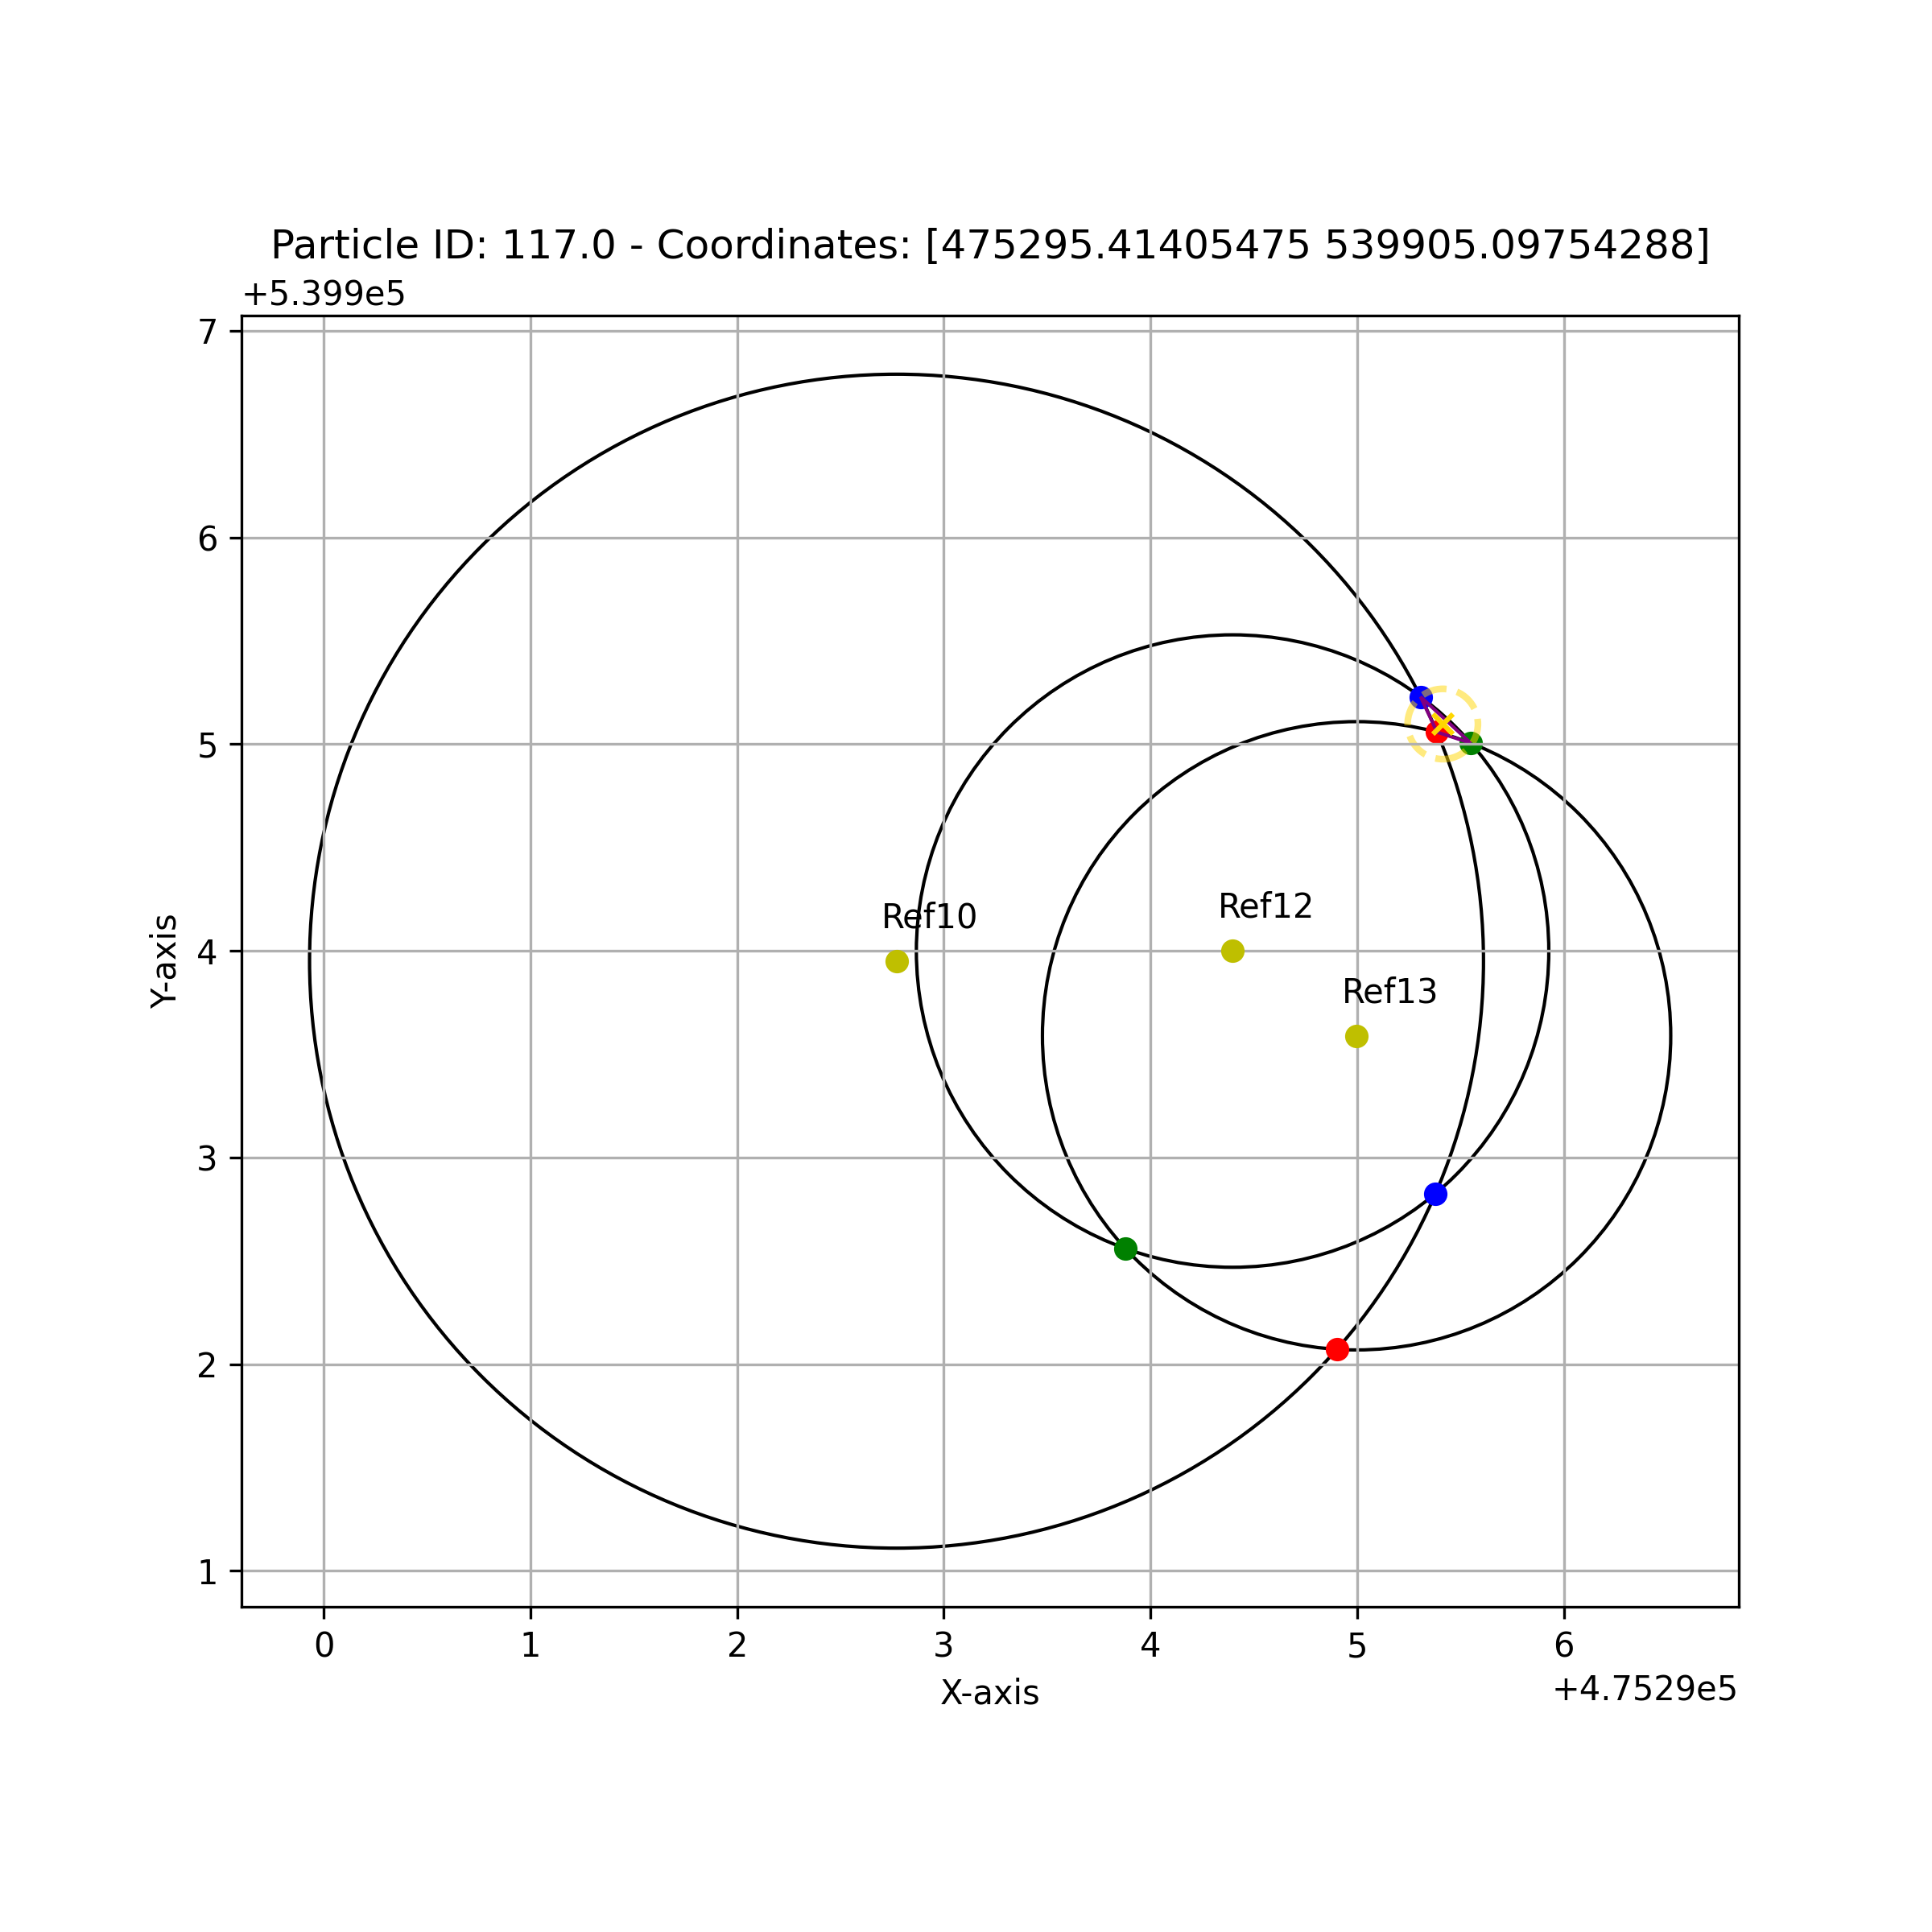 Particle ID: 117.0 - Coordinates: [475295.41405475 539905.09754288]
+5.399e5
7
6
5
4
3
2
1
Y-axis
Ref10
Ref12
Ref13
0 1 2 3 4 5 6
X-axis
+4.7529e5